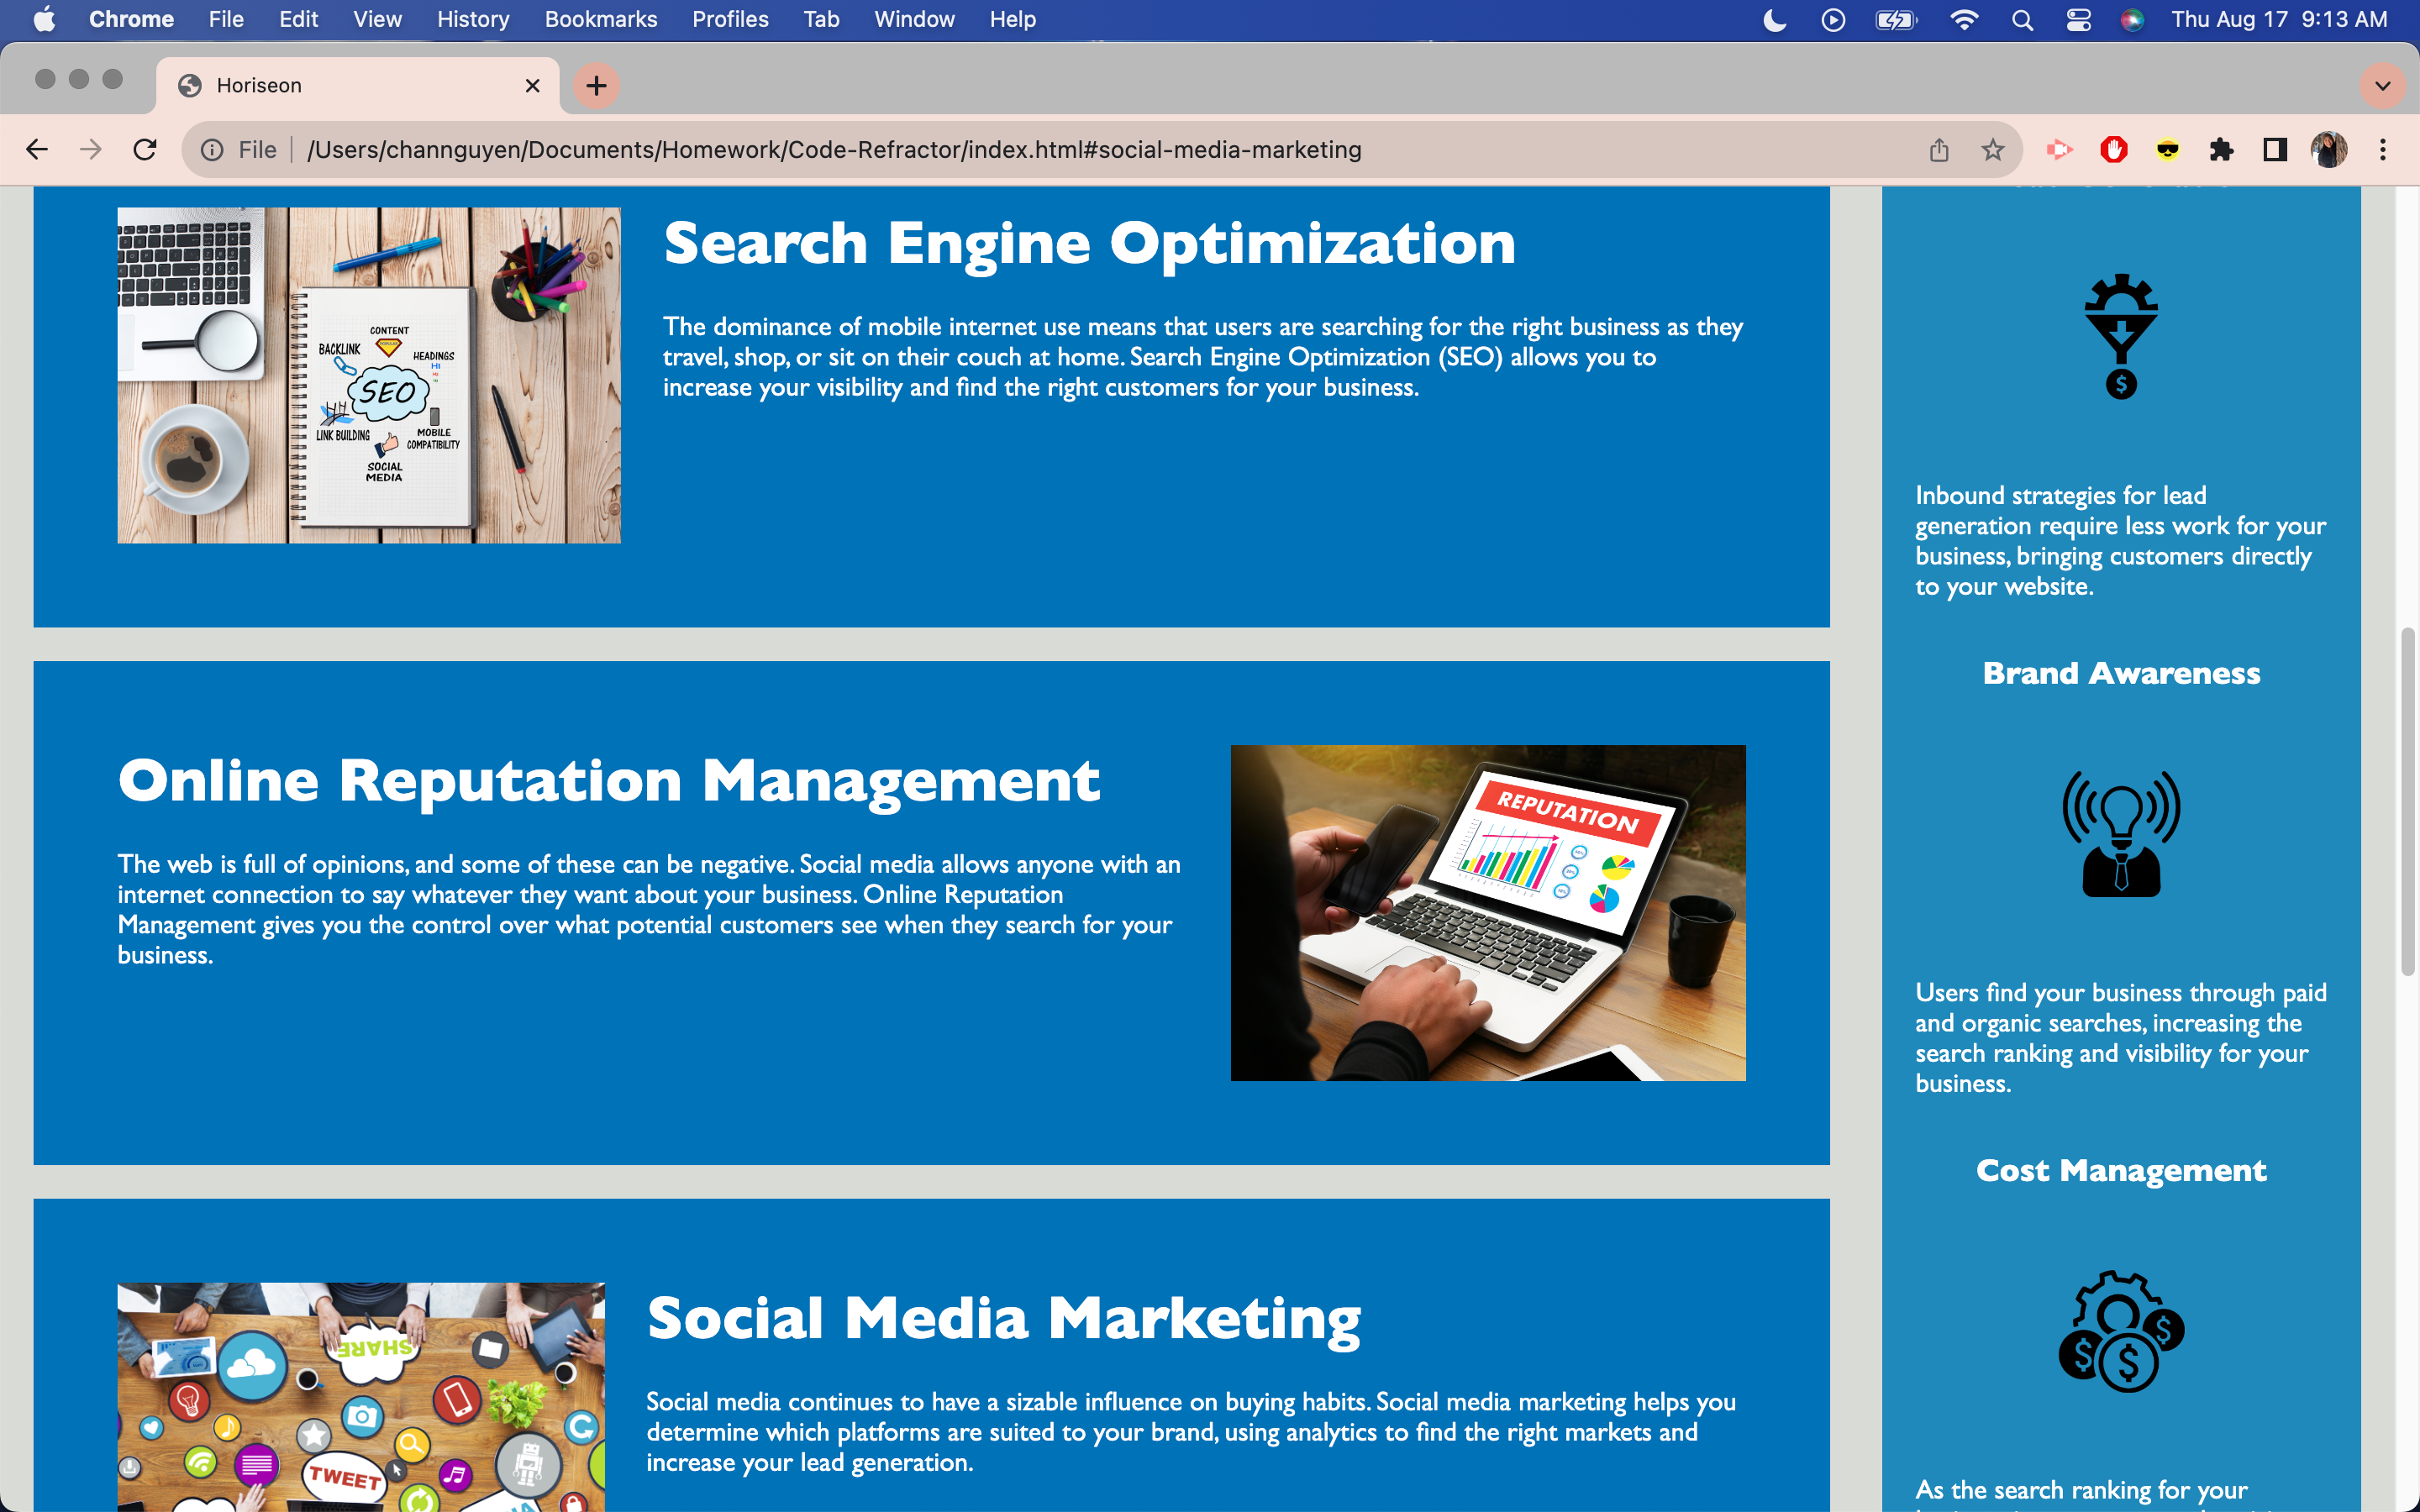 Chrome File Edit View History Bookmarks Profiles Tab Window Help Thu Aug 17 9:13 AM
Horiseon
File /Users/channguyen/Documents/Homework/Code-Refractor/index.html#social-media-marketing
CONTENT
BACKLINK
HEADINGS
H1
SEO
LINK BUILDING
MOBILE
COMPATIBILITY
SOCIAL
MEDIA
Search Engine Optimization
The dominance of mobile internet use means that users are searching for the right business as they
travel, shop, or sit on their couch at home. Search Engine Optimization (SEO) allows you to
increase your visibility and find the right customers for your business.
Online Reputation Management
The web is full of opinions, and some of these can be negative. Social media allows anyone with an
internet connection to say whatever they want about your business. Online Reputation
Management gives you the control over what potential customers see when they search for your
business.
REPUTATION
SHARE
TWEET
Social Media Marketing
Social media continues to have a sizable influence on buying habits. Social media marketing helps you
determine which platforms are suited to your brand, using analytics to find the right markets and
increase your lead generation.
$
Inbound strategies for lead
generation require less work for your
business, bringing customers directly
to your website.
Brand Awareness
Users find your business through paid
and organic searches, increasing the
search ranking and visibility for your
business.
Cost Management
$ $ $
As the search ranking for your